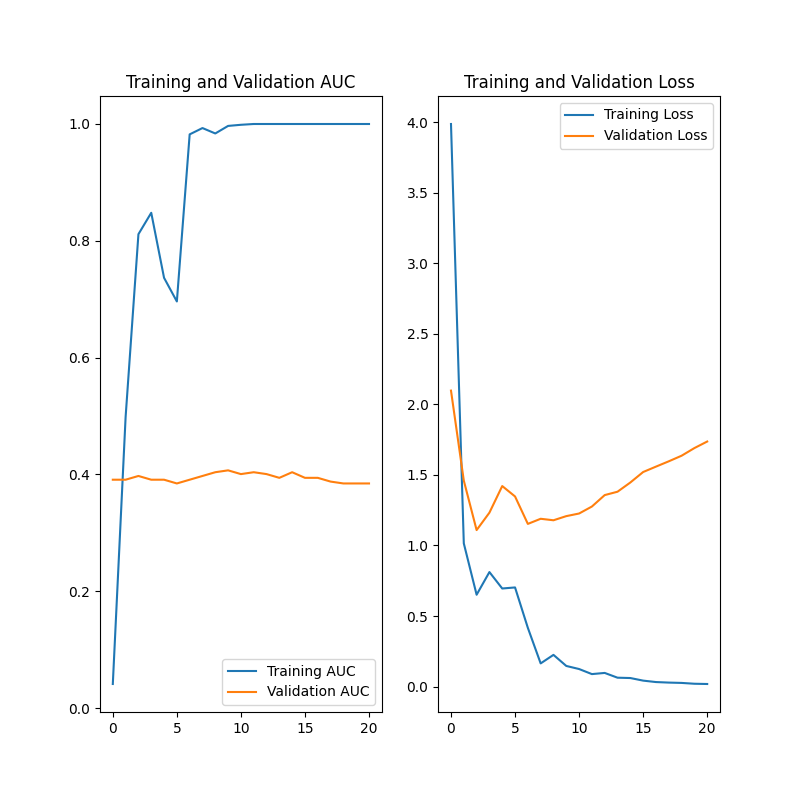 Training and Validation AUC
1.0
0.8
0.6
0.4
0.2
0.0
0 5 10 15 20
Training AUC
Validation AUC
Training and Validation Loss
4.0
3.5
3.0
2.5
2.0
1.5
1.0
0.5
0.0
0 5 10 15 20
Training Loss
Validation Loss